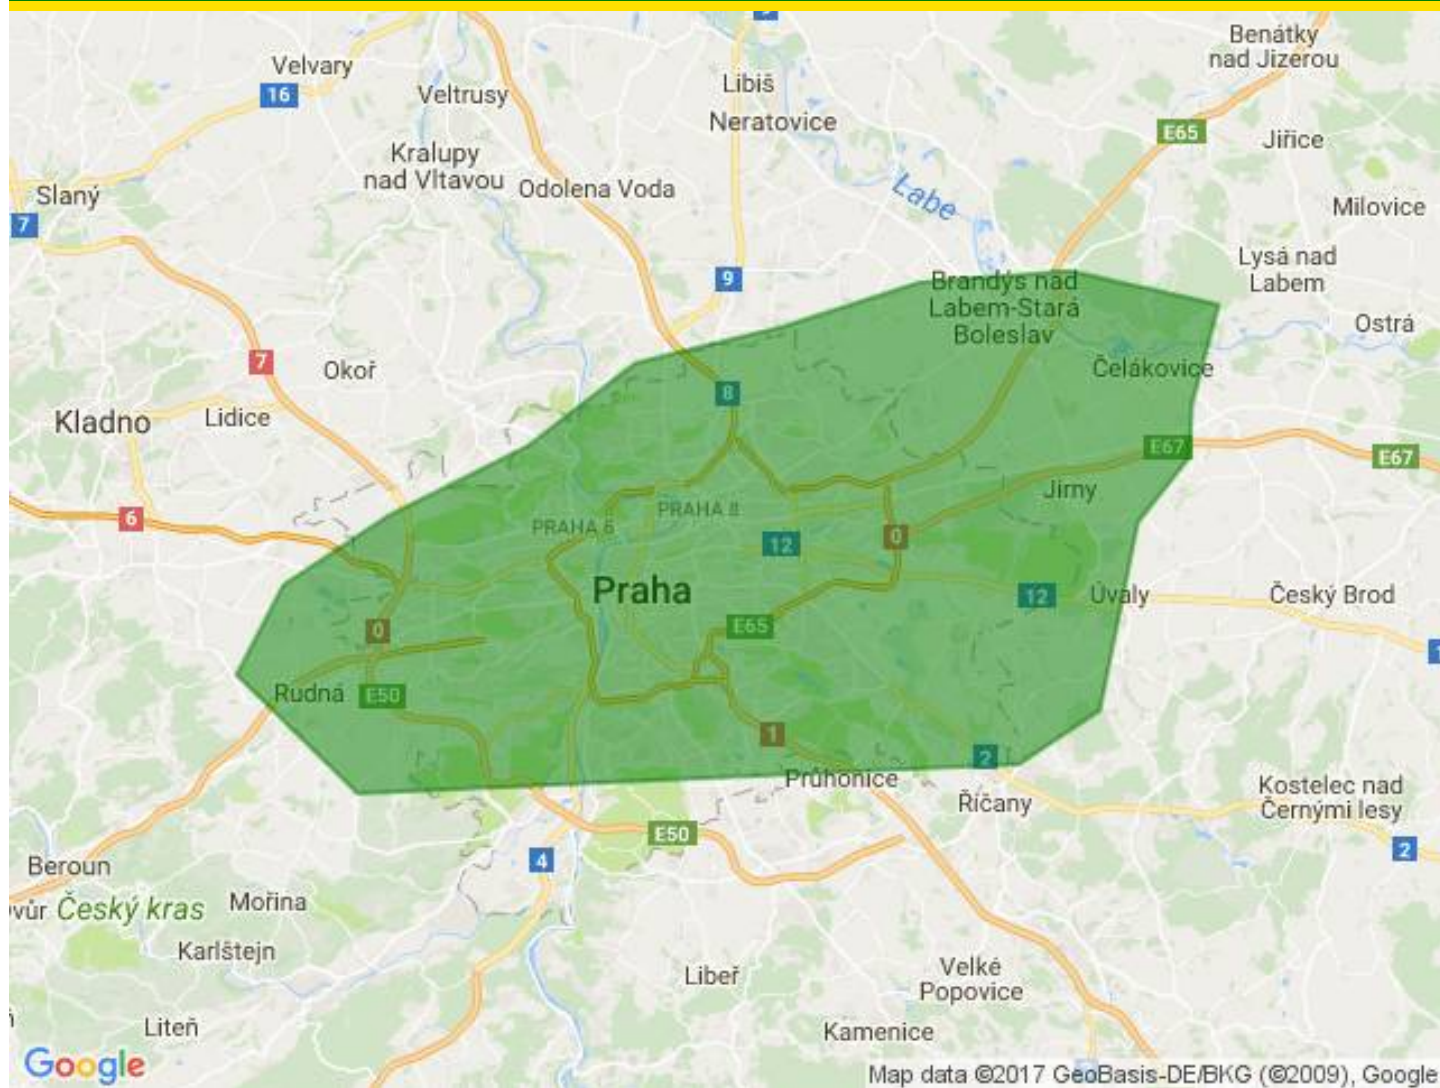 Benátky
nad Jizerou
Velvary
16
Veltrusy
Libiš
Neratovice
E65
Jiřice
Kralupy
nad Vltavou
Odolena Voda
Labe
Slaný
7
Milovice
9
Lysá nad
Labem
Brandýs nad
Labem-Stará
Boleslav
Ostrá
7
Okoř
Čelákovice
8
Kladno
Lidice
E67
E67
Jirny
6
PRAHA 8
PRAHA 6
12
0
Praha
12
Úvaly
Český Brod
0
E65
Rudná
E50
1
2
Průhonice
Říčany
Kostelec nad
Černými lesy
E50
4
2
Beroun
vůr
Český kras
Mořina
Karlštejn
Libeř
Velké
Popovice
Liteň
Kamenice
Google
Map data ©2017 GeoBasis-DE/BKG (©2009), Google